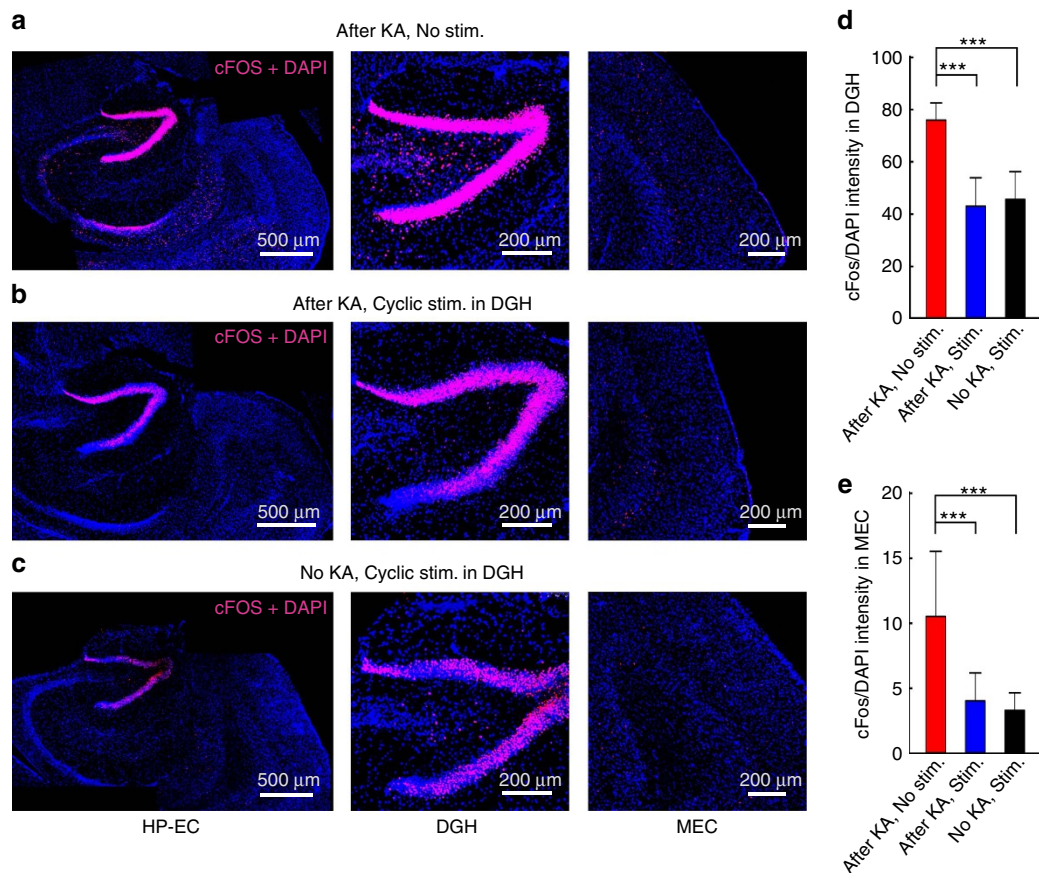 a
After KA, No stim.
cFOS + DAPI
500 µm
200 µm
200 µm
b
After KA, Cyclic stim. in DGH
cFOS + DAPI
500 µm
200 µm
200 µm
c
No KA, Cyclic stim. in DGH
cFOS + DAPI
500 µm
200 µm
200 µm
HP-EC
DGH
MEC
d
cFos/DAPI intensity in DGH
100
80
60
40
20
0
***
***
After KA, No stim.
After KA, Stim.
No KA, Stim.
e
cFos/DAPI intensity in MEC
20
15
10
5
0
***
***
After KA, No stim.
After KA, Stim.
No KA, Stim.